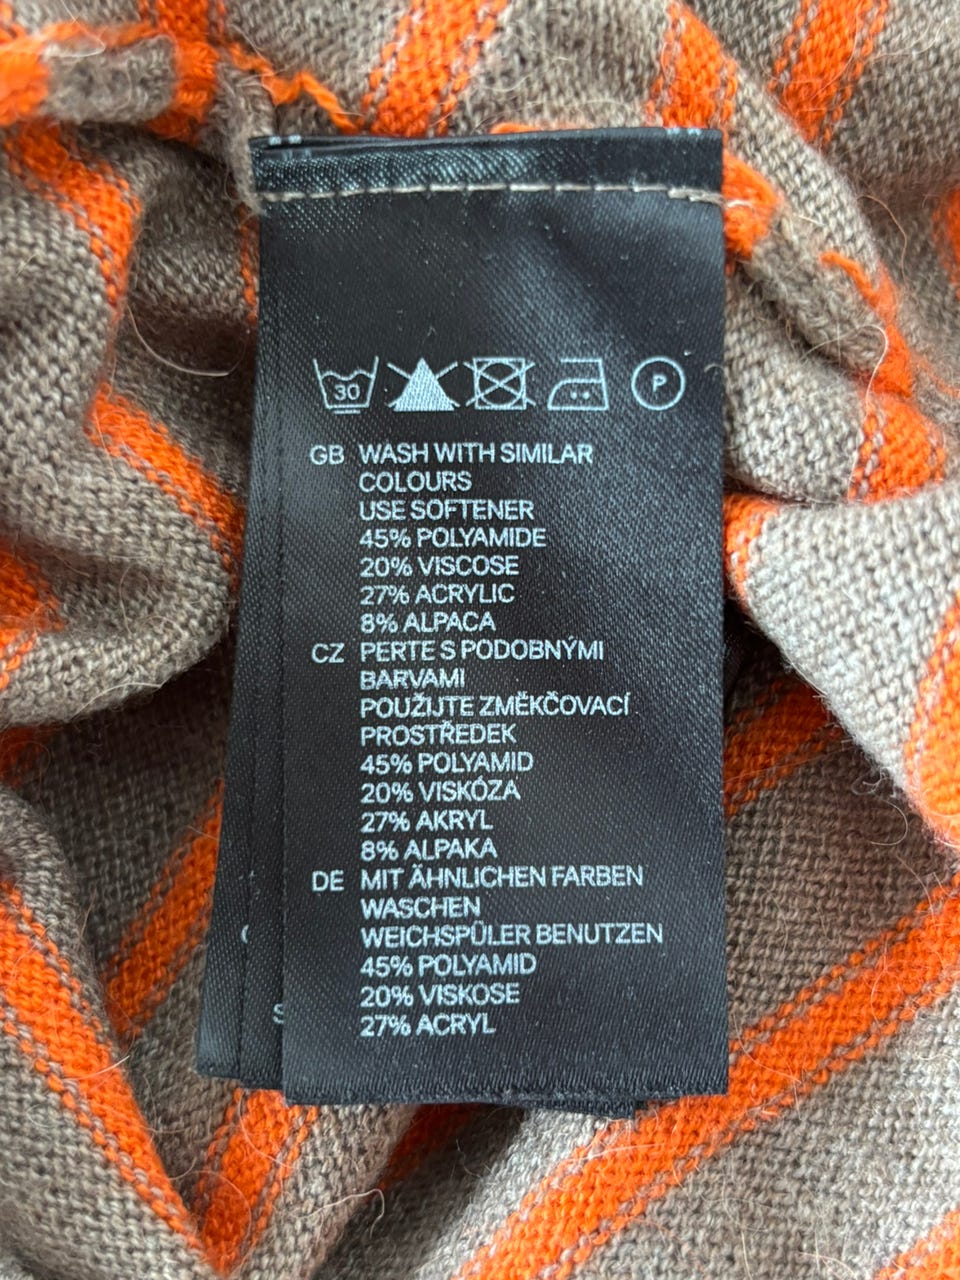 30 P
GB WASH WITH SIMILAR
COLOURS
USE SOFTENER
45% POLYAMIDE
20% VISCOSE
27% ACRYLIC
8% ALPACA
CZ PERTE S PODOBNÝMI
BARVAMI
POUŽIJTE ZMĚKČOVACÍ
PROSTŘEDEK
45% POLYAMID
20% VISKÓZA
27% AKRYL
8% ALPAKA
DE MIT ÄHNLICHEN FARBEN
WASCHEN
WEICHSPÜLER BENUTZEN
45% POLYAMID
20% VISKOSE
27% ACRYL